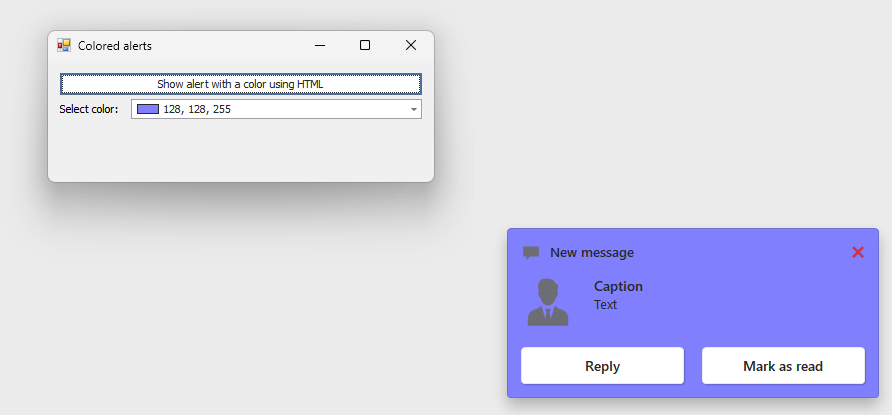 Colored alerts
Show alert with a color using HTML
Select color: 128, 128, 255
New message
Caption
Text
Reply Mark as read